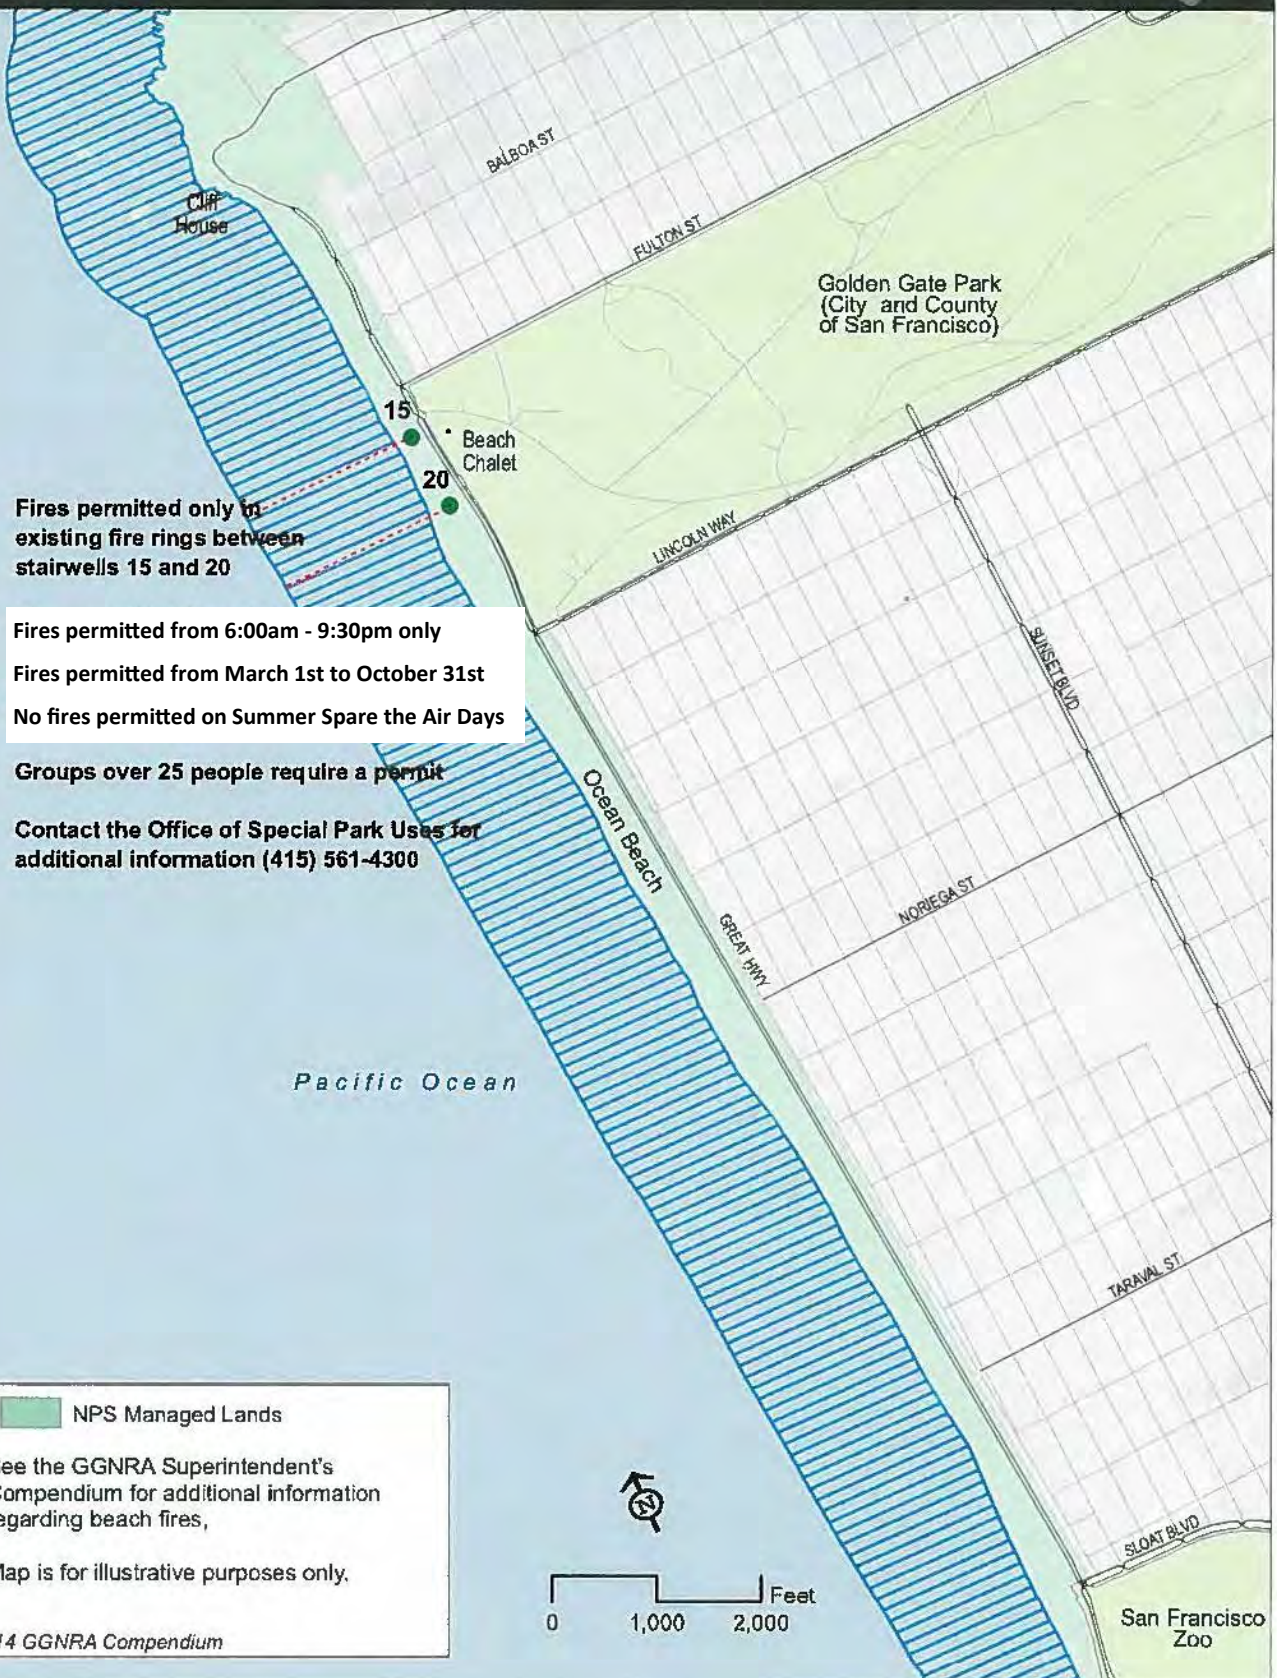 BALBOA ST
Cliff
House
FULTON ST
Golden Gate Park
(City and County
of San Francisco)
15
Beach
Chalet
20
Fires permitted only in
existing fire rings between
stairwells 15 and 20
LINCOLN WAY
Fires permitted from 6:00am - 9:30pm only
Fires permitted from March 1st to October 31st
No fires permitted on Summer Spare the Air Days
SUNSET BLVD
Groups over 25 people require a permit
Contact the Office of Special Park Uses for
additional information (415) 561-4300
Ocean Beach
NORIEGA ST
GREAT HWY
Pacific Ocean
TARAVAL ST
NPS Managed Lands
ee the GGNRA Superintendent's
ompendium for additional information
egarding beach fires,
ap is for illustrative purposes only.
14 GGNRA Compendium
N
Feet
0 1,000 2,000
SLOAT BLVD
San Francisco
Zoo